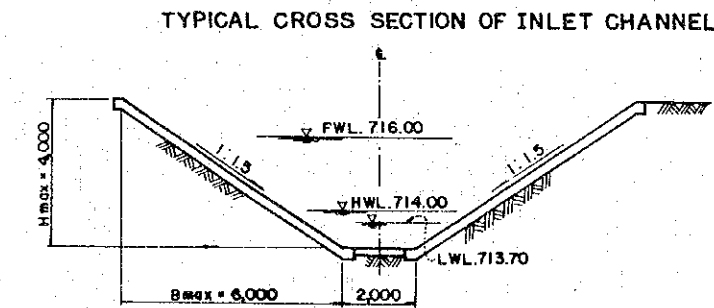 TYPICAL CROSS SECTION OF INLET CHANNEL
℄
FWL. 716.00
1:1.5
1:1.5
Hmax = 4,000
HWL. 714.00
LWL. 713.70
Bmax = 6,000
2,000